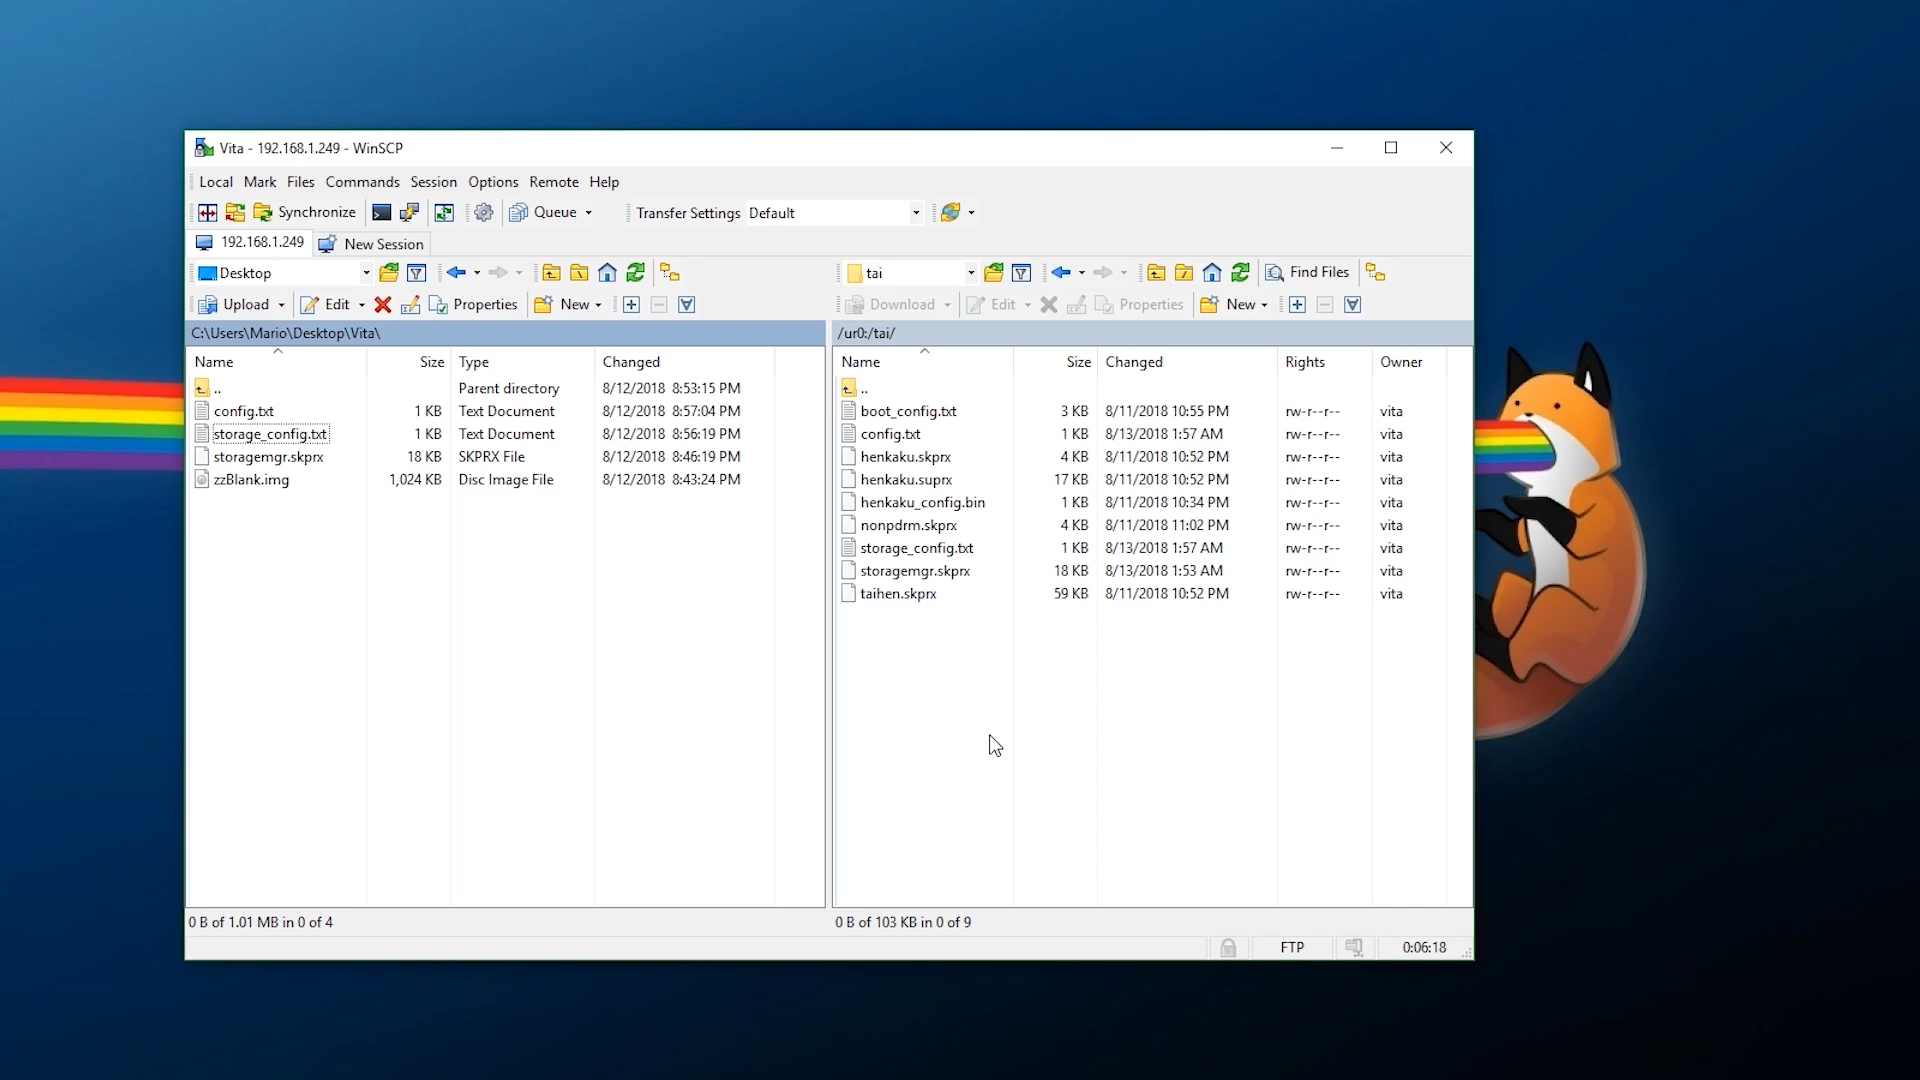 Vita - 192.168.1.249 - WinSCP
Local Mark Files Commands Session Options Remote Help
Synchronize Queue Transfer Settings Default
192.168.1.249 New Session
Desktop tai Find Files
Upload Edit Properties New Download Edit Properties New
C:\Users\Mario\Desktop\Vita\ /ur0:/tai/
Name Size Type Changed
.. Parent directory 8/12/2018 8:53:15 PM
config.txt 1 KB Text Document 8/12/2018 8:57:04 PM
storage_config.txt 1 KB Text Document 8/12/2018 8:56:19 PM
storagemgr.skprx 18 KB SKPRX File 8/12/2018 8:46:19 PM
zzBlank.img 1,024 KB Disc Image File 8/12/2018 8:43:24 PM
Name Size Changed Rights Owner
..
boot_config.txt 3 KB 8/11/2018 10:55 PM rw-r--r-- vita
config.txt 1 KB 8/13/2018 1:57 AM rw-r--r-- vita
henkaku.skprx 4 KB 8/11/2018 10:52 PM rw-r--r-- vita
henkaku.suprx 17 KB 8/11/2018 10:52 PM rw-r--r-- vita
henkaku_config.bin 1 KB 8/11/2018 10:34 PM rw-r--r-- vita
nonpdrm.skprx 4 KB 8/11/2018 11:02 PM rw-r--r-- vita
storage_config.txt 1 KB 8/13/2018 1:57 AM rw-r--r-- vita
storagemgr.skprx 18 KB 8/13/2018 1:53 AM rw-r--r-- vita
taihen.skprx 59 KB 8/11/2018 10:52 PM rw-r--r-- vita
0 B of 1.01 MB in 0 of 4 0 B of 103 KB in 0 of 9
FTP 0:06:18